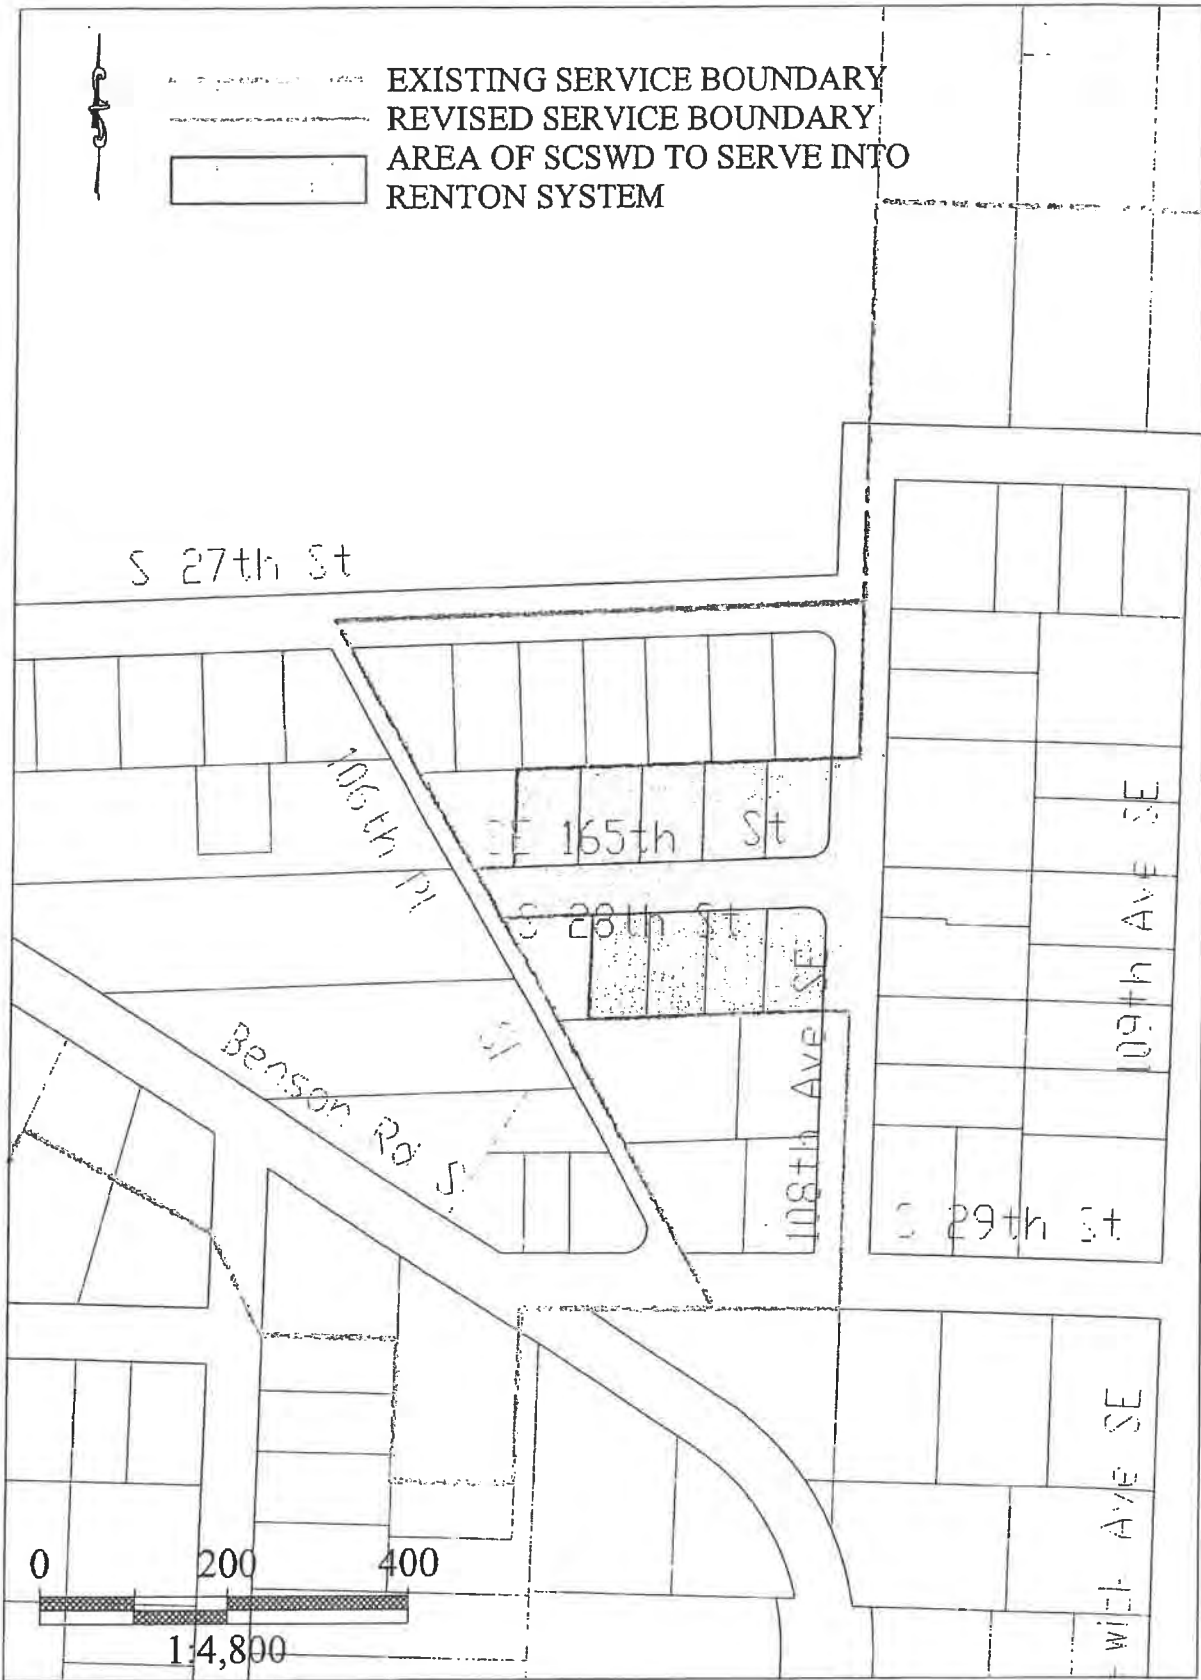 EXISTING SERVICE BOUNDARY
REVISED SERVICE BOUNDARY
AREA OF SCSWD TO SERVE INTO
RENTON SYSTEM
S 27th St
106th Pl
SE 165th St
S 28th St
109th Ave SE
108th Ave SE
Benson Rd S
S 29th St
Ave SE
0 200 400
1:4,800